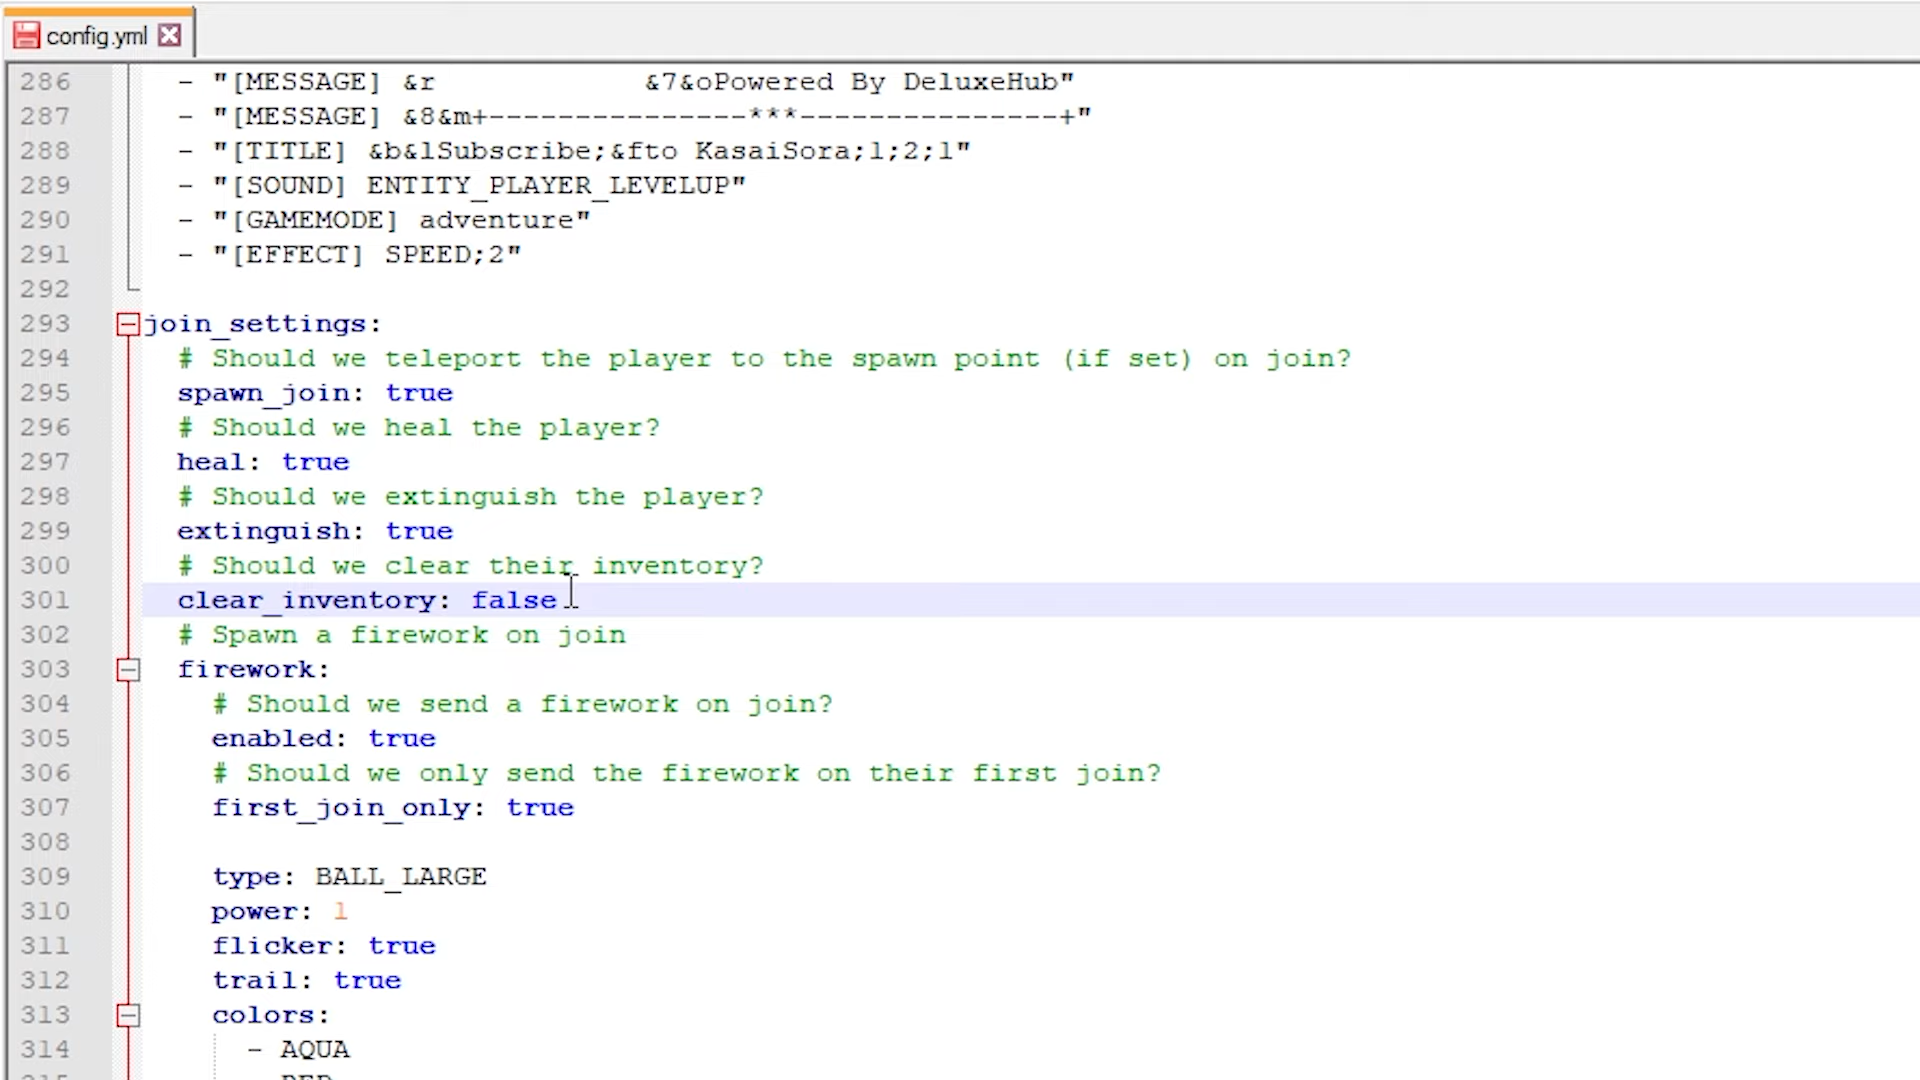 config.yml
286 - "[MESSAGE] &r            &7&oPowered By DeluxeHub"
287 - "[MESSAGE] &8&m+---------------***---------------+"
288 - "[TITLE] &b&lSubscribe;&fto KasaiSora;1;2;1"
289 - "[SOUND] ENTITY_PLAYER_LEVELUP"
290 - "[GAMEMODE] adventure"
291 - "[EFFECT] SPEED;2"
292
293 join_settings:
294 # Should we teleport the player to the spawn point (if set) on join?
295 spawn_join: true
296 # Should we heal the player?
297 heal: true
298 # Should we extinguish the player?
299 extinguish: true
300 # Should we clear their inventory?
301 clear_inventory: false
302 # Spawn a firework on join
303 firework:
304 # Should we send a firework on join?
305 enabled: true
306 # Should we only send the firework on their first join?
307 first_join_only: true
308
309 type: BALL_LARGE
310 power: 1
311 flicker: true
312 trail: true
313 colors:
314 - AQUA